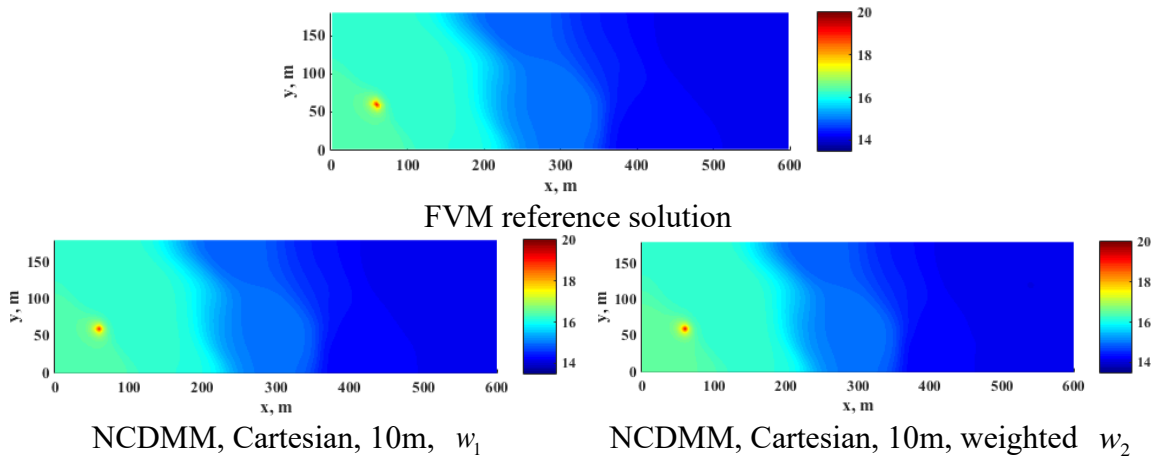 20
150
y, m
18
100
16
50
14
0
0 100 200 300 400 500 600
x, m
FVM reference solution
20 20
150 150
18 18
y, m y, m
100 100
16 16
50 50
14 14
0 0
0 100 200 300 400 500 600 0 100 200 300 400 500 600
x, m x, m
NCDMM, Cartesian, 10m, w₁ NCDMM, Cartesian, 10m, weighted w₂